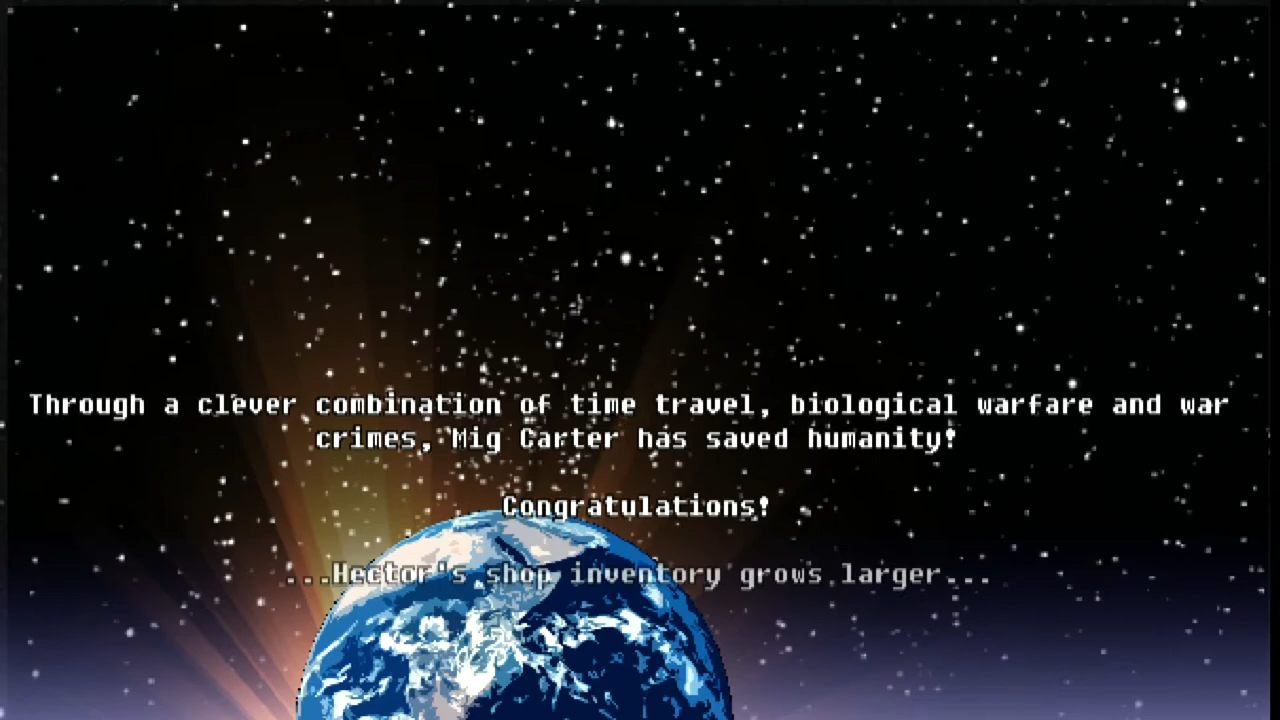 Through a clever combination of time travel, biological warfare and war
crimes, Mig Carter has saved humanity!
Congratulations!
...Hector's shop inventory grows larger...